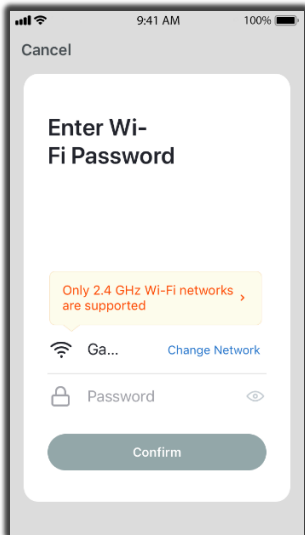 9:41 AM 100%
Cancel
Enter Wi-
Fi Password
Only 2.4 GHz Wi-Fi networks
are supported
Ga... Change Network
Password
Confirm